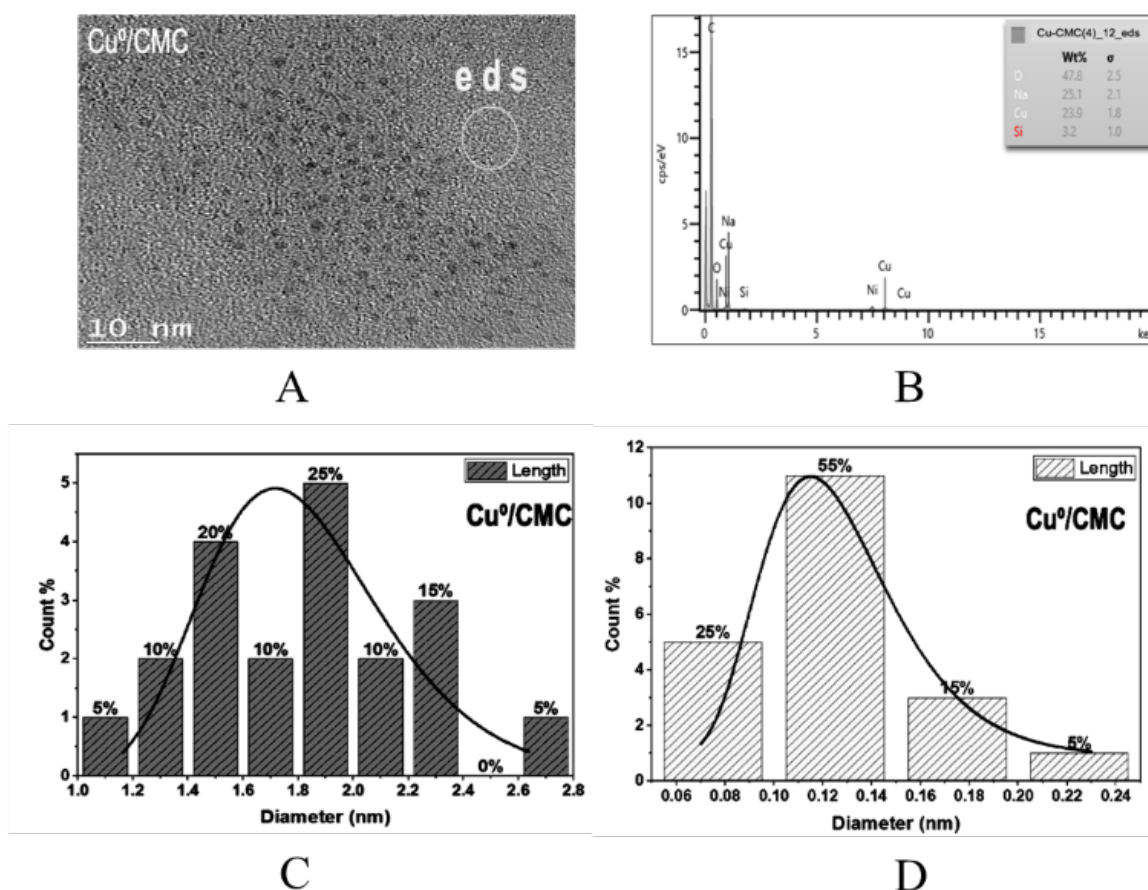 Cu⁰/CMC
e d s
10 nm
A
Cu-CMC(4)_12_eds
Wt% σ
O 47.8 2.5
Na 25.1 2.1
Cu 23.9 1.8
Si 3.2 1.0
cps/eV
15
10
5
0
C
Na
Cu
O
N
Si
Ni
Cu
Cu
0 5 10 15 ke
B
Length
Cu⁰/CMC
Count %
5
4
3
2
1
0
5%
10%
20%
10%
25%
10%
15%
0%
5%
1.0 1.2 1.4 1.6 1.8 2.0 2.2 2.4 2.6 2.8
Diameter (nm)
C
Length
Cu⁰/CMC
Count %
12
10
8
6
4
2
0
25%
55%
15%
5%
0.06 0.08 0.10 0.12 0.14 0.16 0.18 0.20 0.22 0.24
Diameter (nm)
D